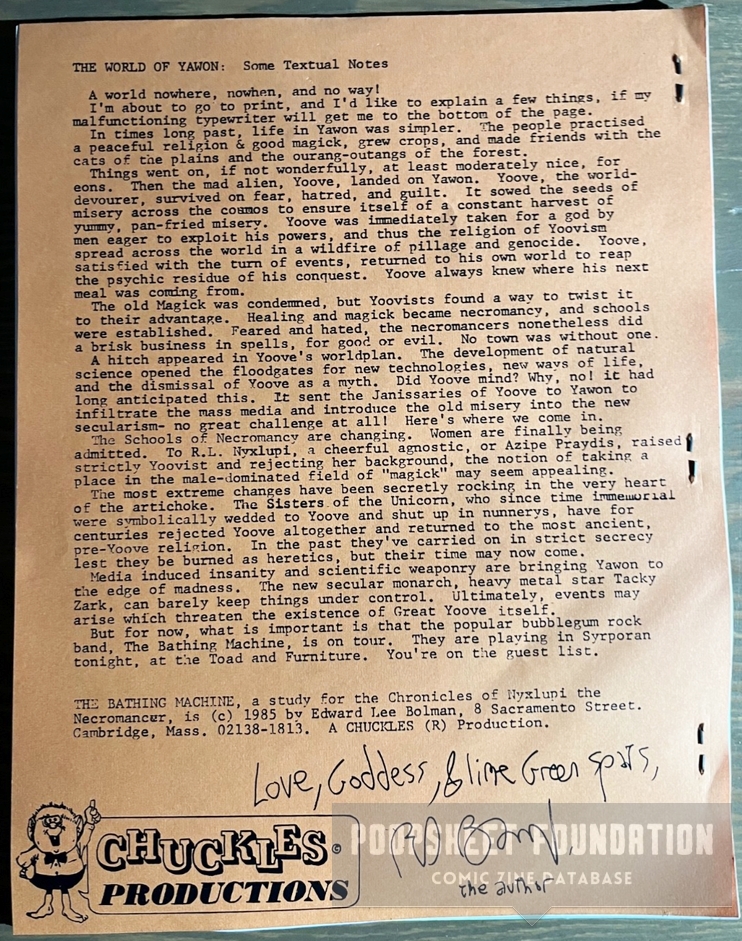 THE WORLD OF YAWON:  Some Textual Notes
A world nowhere, nowhen, and no way!
I'm about to go to print, and I'd like to explain a few things, if my
malfunctioning typewriter will get me to the bottom of the page.
In times long past, life in Yawon was simpler.  The people practised
a peaceful religion & good magick, grew crops, and made friends with the
cats of the plains and the ourang-outangs of the forest.
Things went on, if not wonderfully, at least moderately nice, for
eons.  Then the mad alien, Yoove, landed on Yawon.  Yoove, the world-
devourer, survived on fear, hatred, and guilt.  It sowed the seeds of
misery across the cosmos to ensure itself of a constant harvest of
yummy, pan-fried misery.  Yoove was immediately taken for a god by
men eager to exploit his powers, and thus the religion of Yoovism
spread across the world in a wildfire of pillage and genocide.  Yoove,
satisfied with the turn of events, returned to his own world to reap
the psychic residue of his conquest.  Yoove always knew where his next
meal was coming from.
The old Magick was condemned, but Yoovists found a way to twist it
to their advantage.  Healing and magick became necromancy, and schools
were established.  Feared and hated, the necromancers nonetheless did
a brisk business in spells, for good or evil.  No town was without one.
A hitch appeared in Yoove's worldplan.  The development of natural
science opened the floodgates for new technologies, new ways of life,
and the dismissal of Yoove as a myth.  Did Yoove mind? Why, no! it had
long anticipated this.  It sent the Janissaries of Yoove to Yawon to
infiltrate the mass media and introduce the old misery into the new
secularism- no great challenge at all!  Here's where we come in.
The Schools of Necromancy are changing.  Women are finally being
admitted.  To R.L. Nyxlupi, a cheerful agnostic, or Azipe Praydis, raised
strictly Yoovist and rejecting her background, the notion of taking a
place in the male-dominated field of "magick" may seem appealing.
The most extreme changes have been secretly rocking in the very heart
of the artichoke.  The Sisters of the Unicorn, who since time immemorial
were symbolically wedded to Yoove and shut up in nunnerys, have for
centuries rejected Yoove altogether and returned to the most ancient,
pre-Yoove religion.  In the past they've carried on in strict secrecy
lest they be burned as heretics, but their time may now come.
Media induced insanity and scientific weaponry are bringing Yawon to
the edge of madness.  The new secular monarch, heavy metal star Tacky
Zark, can barely keep things under control.  Ultimately, events may
arise which threaten the existence of Great Yoove itself.
But for now, what is important is that the popular bubblegum rock
band, The Bathing Machine, is on tour.  They are playing in Syrporan
tonight, at the Toad and Furniture.  You're on the guest list.
THE BATHING MACHINE, a study for the Chronicles of Nyxlupi the
Necromancer, is (c) 1985 by Edward Lee Bolman, 8 Sacramento Street.
Cambridge, Mass. 02138-1813.  A CHUCKLES (R) Production.
Love, Goddess, & lime Green spats,
the author
CHUCKLES ©
PRODUCTIONS
POOPSHEET FOUNDATION
COMIC ZINE DATABASE